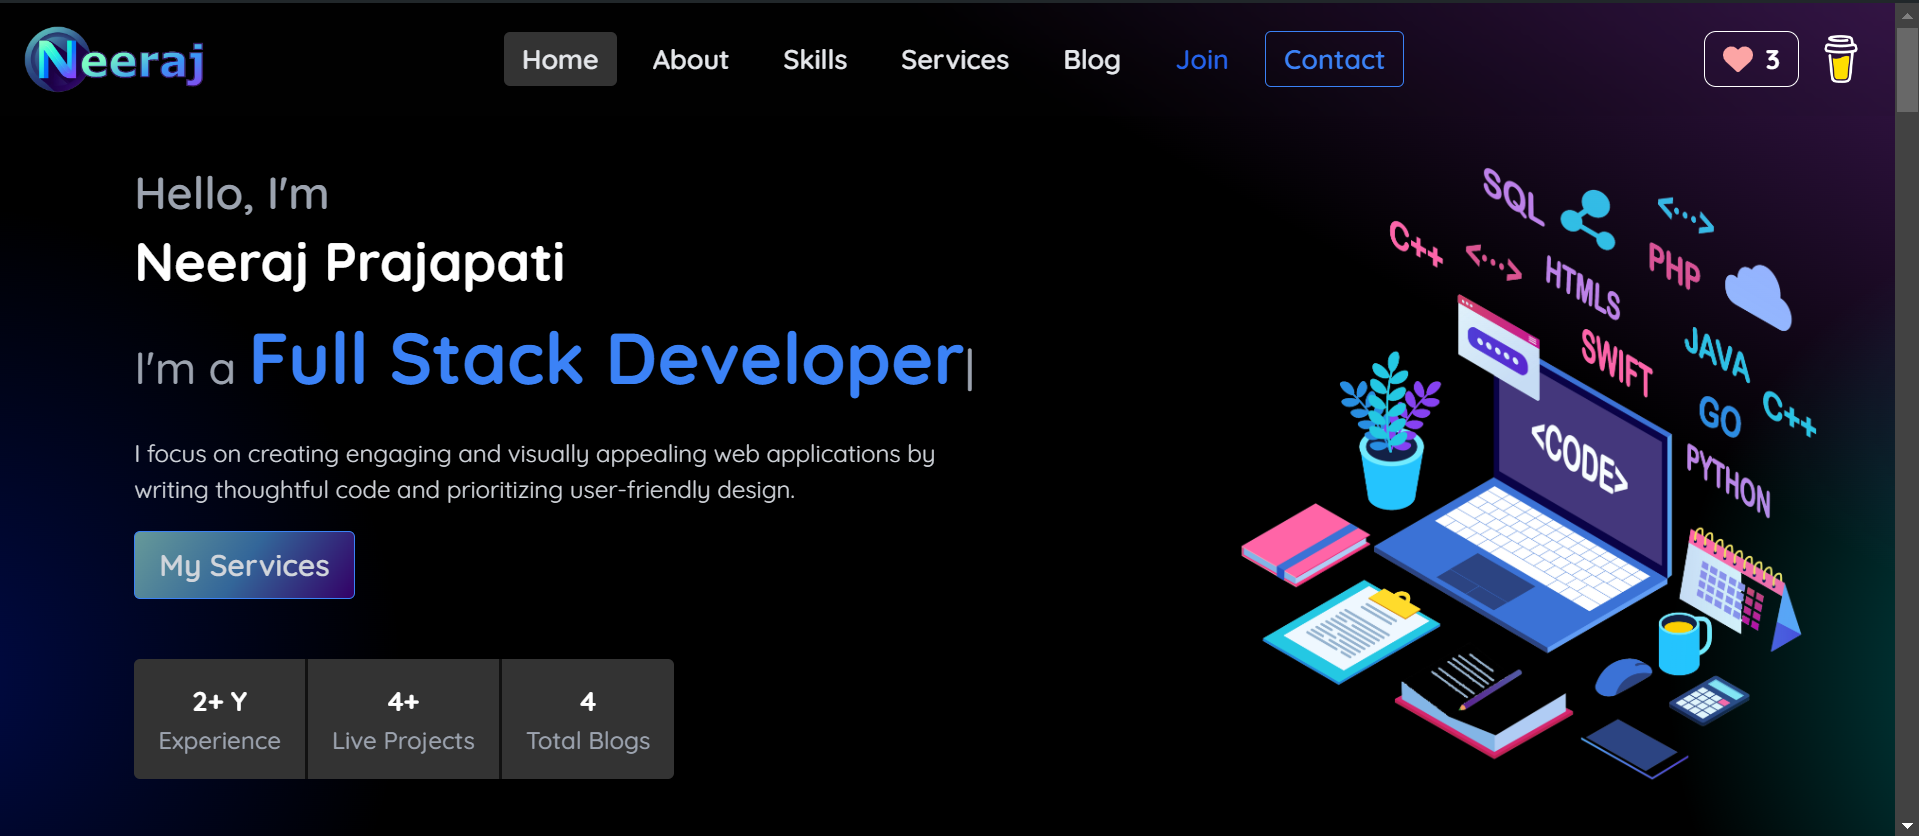 Neeraj
Home About Skills Services Blog Join Contact
3
Hello, I'm
Neeraj Prajapati
I'm a Full Stack Developer|
I focus on creating engaging and visually appealing web applications by
writing thoughtful code and prioritizing user-friendly design.
My Services
2+ Y
Experience
4+
Live Projects
4
Total Blogs
SQL
C++
PHP
HTMLS
SWIFT
JAVA
GO
C++
<CODE>
PYTHON